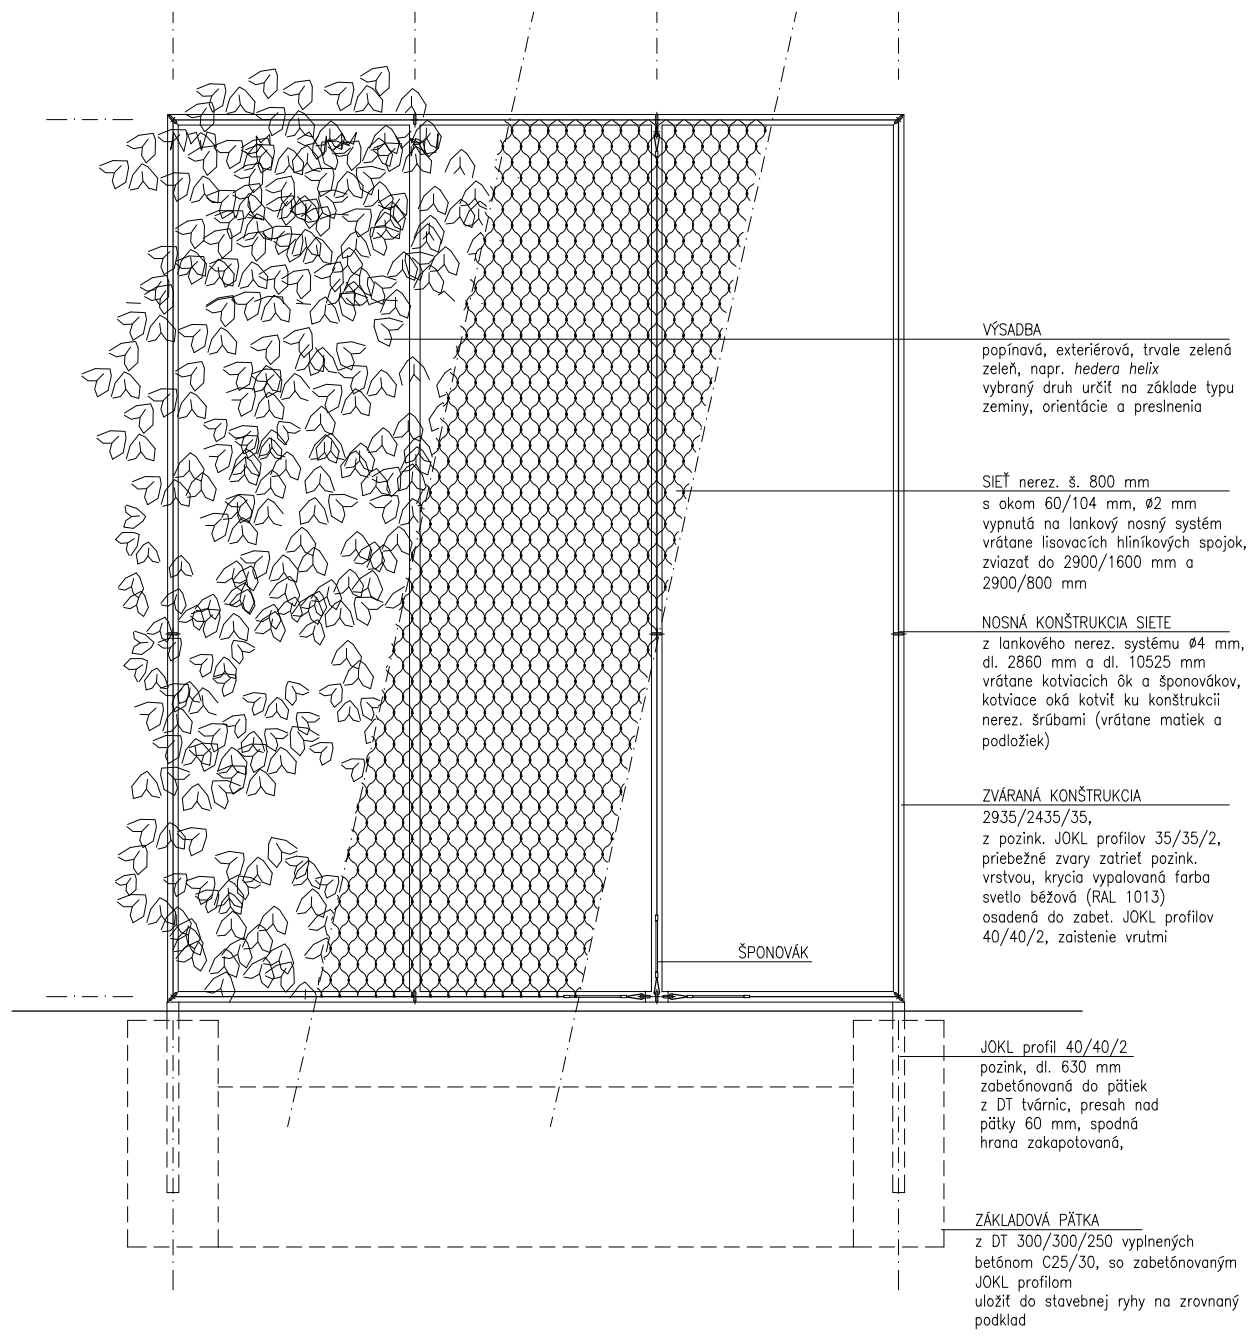 VÝSADBA
popínavá, exteriérová, trvale zelená
zeleň, napr. hedera helix
vybraný druh určiť na základe typu
zeminy, orientácie a preslnenia
SIEŤ nerez. š. 800 mm
s okom 60/104 mm, ø2 mm
vypnutá na lankový nosný systém
vrátane lisovacích hliníkových spojok,
zviazať do 2900/1600 mm a
2900/800 mm
NOSNÁ KONŠTRUKCIA SIETE
z lankového nerez. systému ø4 mm,
dl. 2860 mm a dl. 10525 mm
vrátane kotviacich ôk a šponovákov,
kotviace oká kotviť ku konštrukcii
nerez. šrúbami (vrátane matiek a
podložiek)
ZVÁRANÁ KONŠTRUKCIA
2935/2435/35,
z pozink. JOKL profilov 35/35/2,
priebežné zvary zatrieť pozink.
vrstvou, krycia vypalovaná farba
svetlo béžová (RAL 1013)
osadená do zabet. JOKL profilov
40/40/2, zaistenie vrutmi
ŠPONOVÁK
JOKL profil 40/40/2
pozink, dl. 630 mm
zabetónovaná do pätiek
z DT tvárnic, presah nad
pätky 60 mm, spodná
hrana zakapotovaná,
ZÁKLADOVÁ PÄTKA
z DT 300/300/250 vyplnených
betónom C25/30, so zabetónovaným
JOKL profilom
uložiť do stavebnej ryhy na zrovnaný
podklad